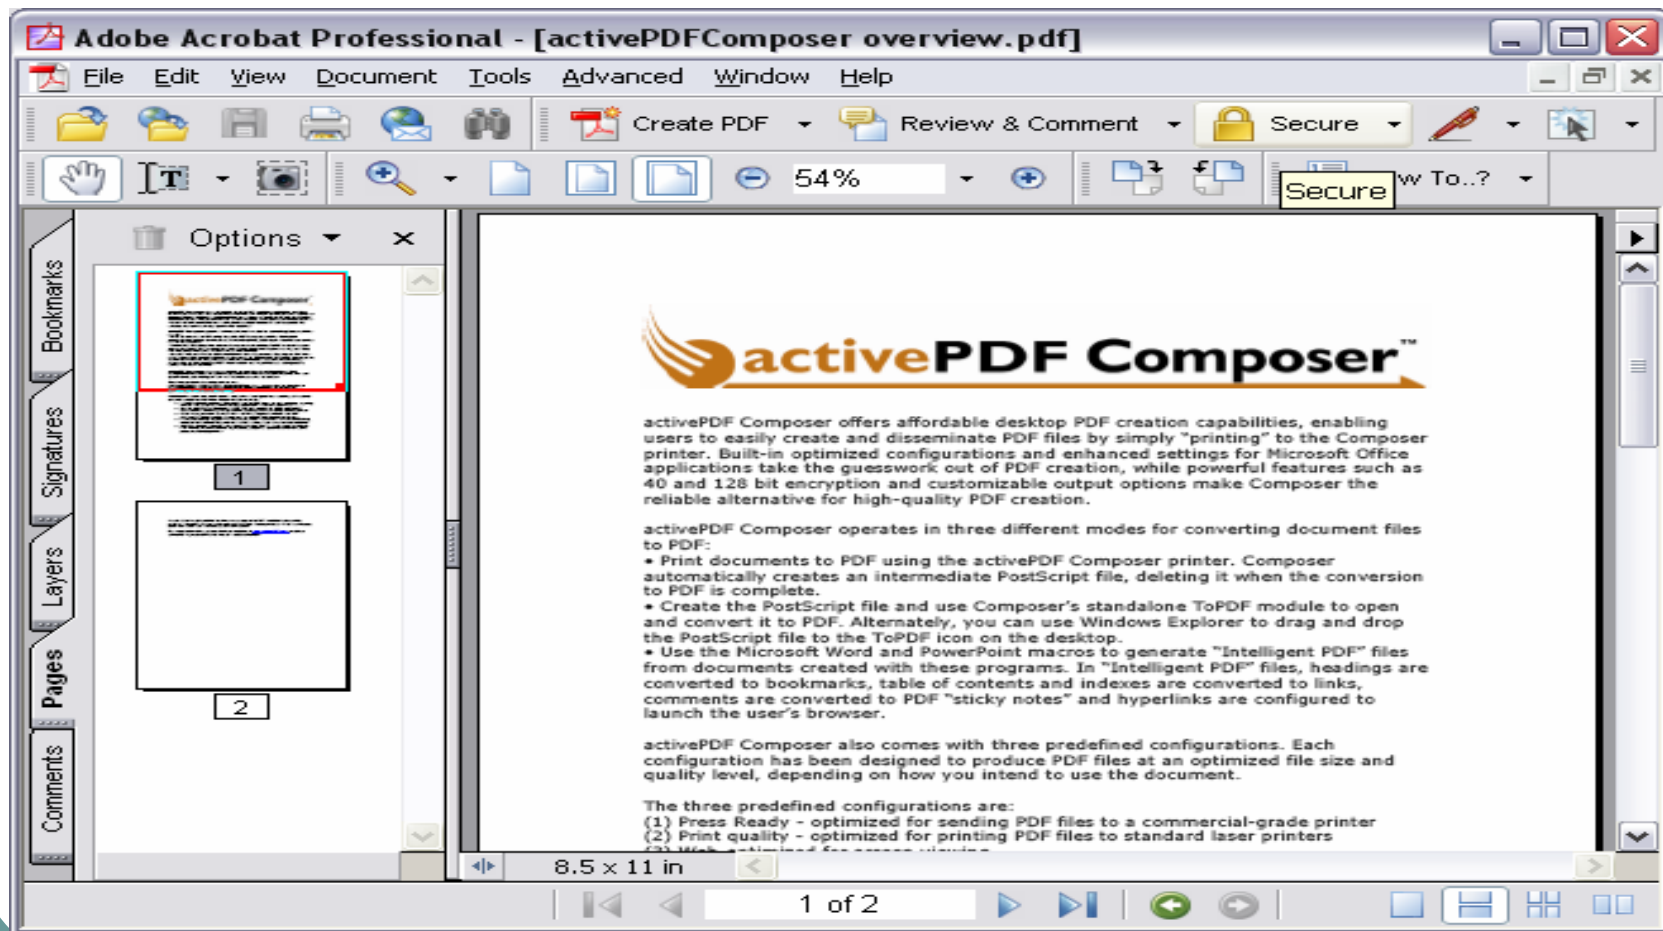 Adobe Acrobat Professional - [activePDFComposer overview.pdf]
File Edit View Document Tools Advanced Window Help
Create PDF Review & Comment Secure
T 54% w To..?
Secure
Options
Bookmarks
Signatures
Layers
Pages
Comments
1
2
activePDF Composer™
activePDF Composer offers affordable desktop PDF creation capabilities, enabling
users to easily create and disseminate PDF files by simply "printing" to the Composer
printer. Built-in optimized configurations and enhanced settings for Microsoft Office
applications take the guesswork out of PDF creation, while powerful features such as
40 and 128 bit encryption and customizable output options make Composer the
reliable alternative for high-quality PDF creation.
activePDF Composer operates in three different modes for converting document files
to PDF:
• Print documents to PDF using the activePDF Composer printer. Composer
automatically creates an intermediate PostScript file, deleting it when the conversion
to PDF is complete.
• Create the PostScript file and use Composer's standalone ToPDF module to open
and convert it to PDF. Alternately, you can use Windows Explorer to drag and drop
the PostScript file to the ToPDF icon on the desktop.
• Use the Microsoft Word and PowerPoint macros to generate "Intelligent PDF" files
from documents created with these programs. In "Intelligent PDF" files, headings are
converted to bookmarks, table of contents and indexes are converted to links,
comments are converted to PDF "sticky notes" and hyperlinks are configured to
launch the user's browser.
activePDF Composer also comes with three predefined configurations. Each
configuration has been designed to produce PDF files at an optimized file size and
quality level, depending on how you intend to use the document.
The three predefined configurations are:
(1) Press Ready - optimized for sending PDF files to a commercial-grade printer
(2) Print quality - optimized for printing PDF files to standard laser printers
8.5 x 11 in
1 of 2